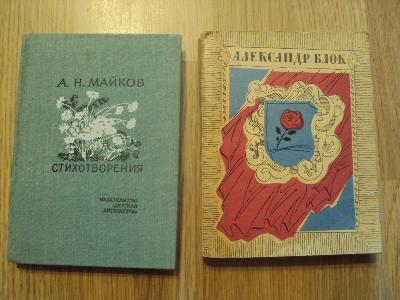 А. Н. МАЙКОВ
СТИХОТВОРЕНИЯ
ИЗДАТЕЛЬСТВО
«ДЕТСКАЯ
ЛИТЕРАТУРА»
АЛЕКСАНДР БЛОК